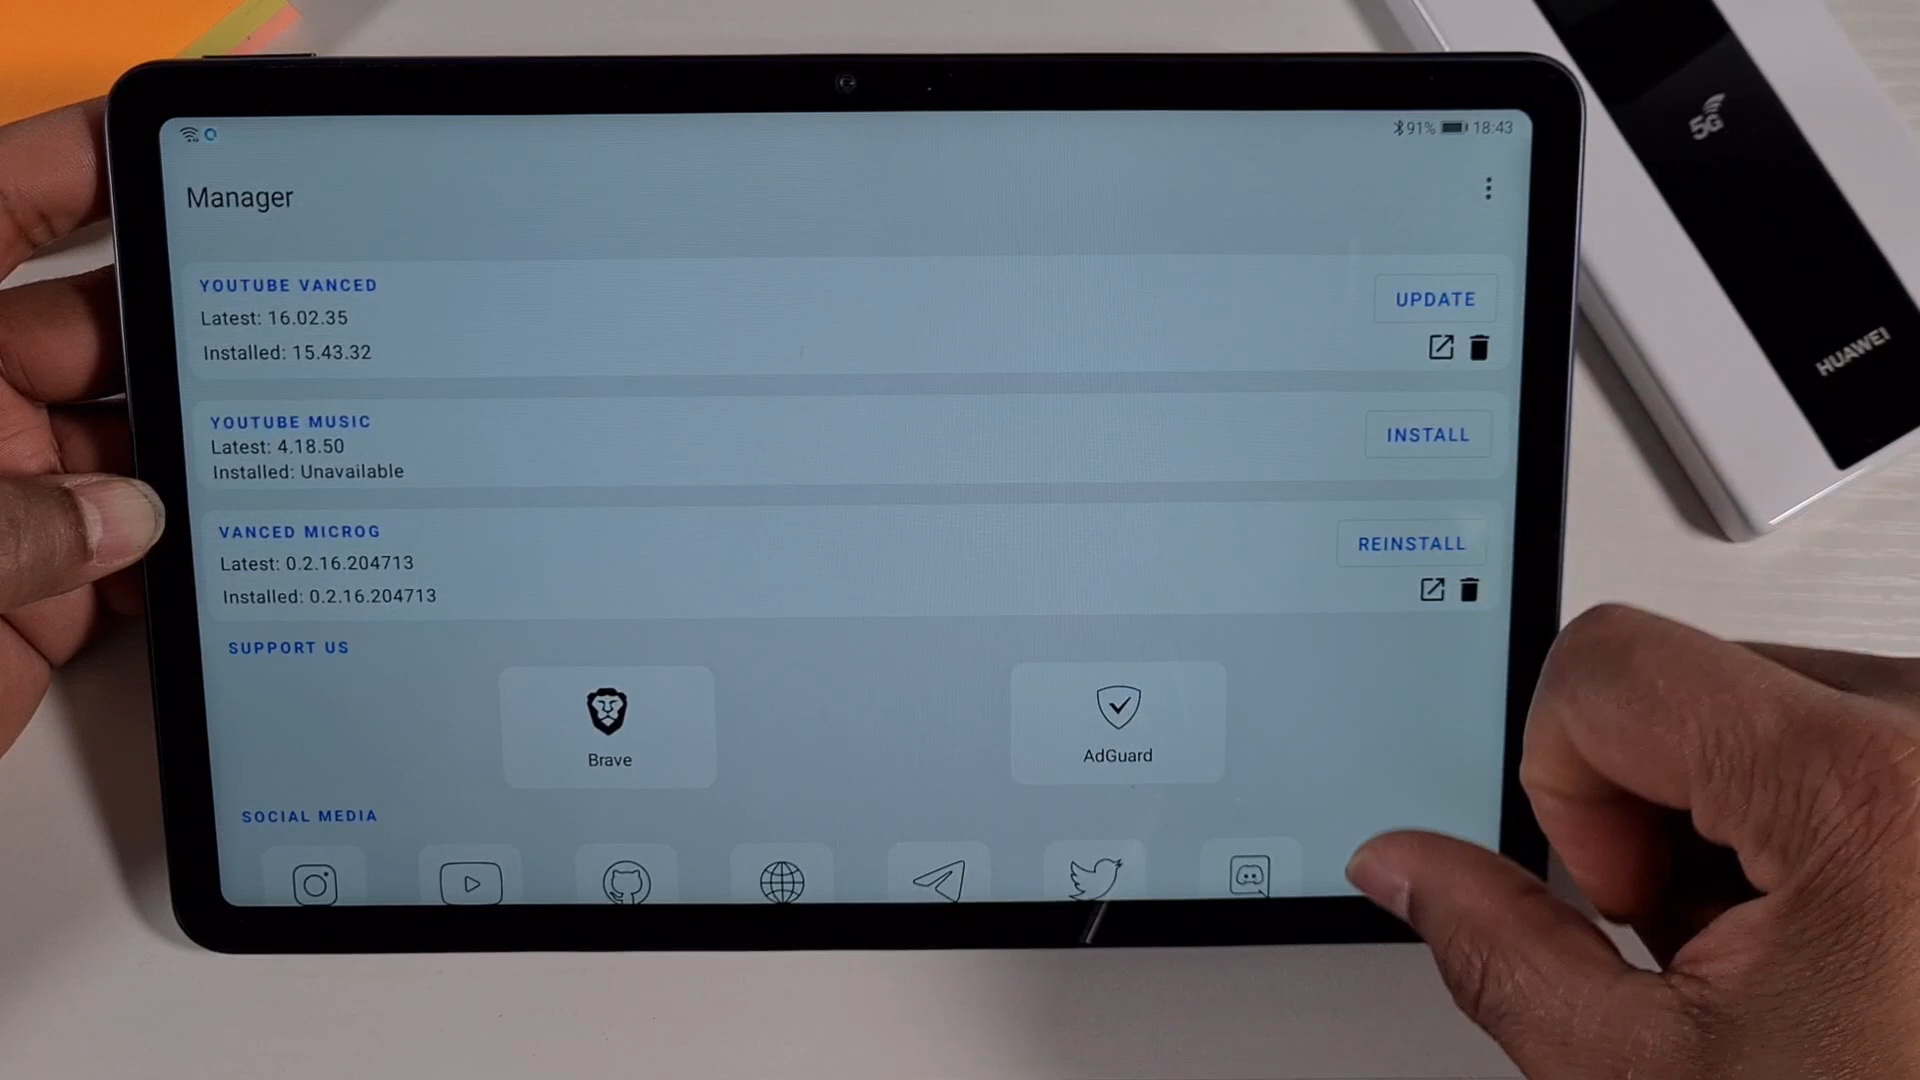 91% 18:43
Manager
YOUTUBE VANCED
Latest: 16.02.35
Installed: 15.43.32
UPDATE
YOUTUBE MUSIC
Latest: 4.18.50
Installed: Unavailable
INSTALL
VANCED MICROG
Latest: 0.2.16.204713
Installed: 0.2.16.204713
REINSTALL
SUPPORT US
Brave
AdGuard
SOCIAL MEDIA
5G
HUAWEI